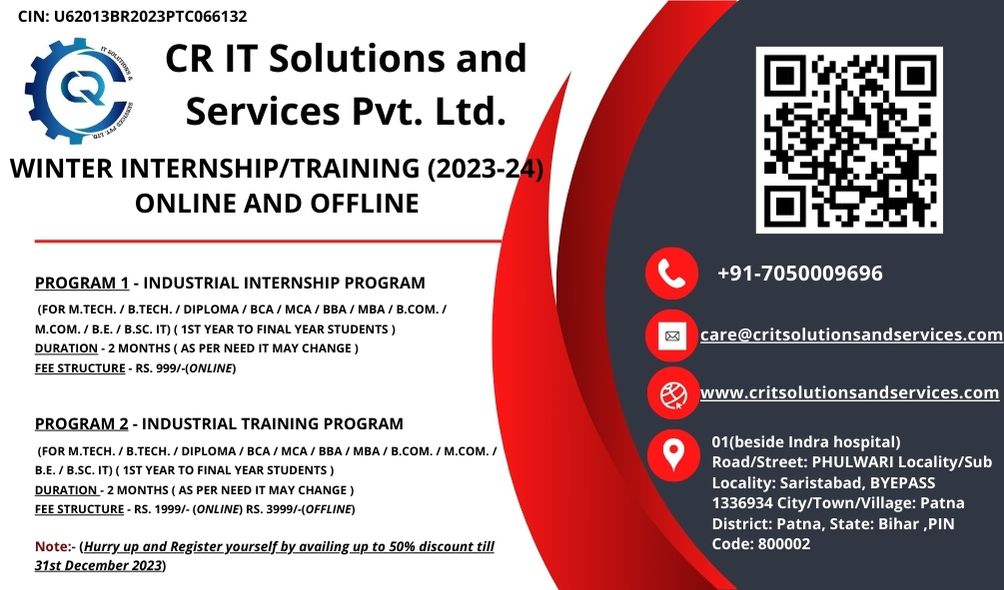 CIN: U62013BR2023PTC066132
CR IT Solutions and
Services Pvt. Ltd.
IT SOLUTIONS &
SERVICES PVT. LTD.
WINTER INTERNSHIP/TRAINING (2023-24)
ONLINE AND OFFLINE
PROGRAM 1 - INDUSTRIAL INTERNSHIP PROGRAM
(FOR M.TECH. / B.TECH. / DIPLOMA / BCA / MCA / BBA / MBA / B.COM. /
M.COM. / B.E. / B.SC. IT) ( 1ST YEAR TO FINAL YEAR STUDENTS )
DURATION - 2 MONTHS ( AS PER NEED IT MAY CHANGE )
FEE STRUCTURE - RS. 999/-(ONLINE)
PROGRAM 2 - INDUSTRIAL TRAINING PROGRAM
(FOR M.TECH. / B.TECH. / DIPLOMA / BCA / MCA / BBA / MBA / B.COM. / M.COM. /
B.E. / B.SC. IT) ( 1ST YEAR TO FINAL YEAR STUDENTS )
DURATION - 2 MONTHS ( AS PER NEED IT MAY CHANGE )
FEE STRUCTURE - RS. 1999/- (ONLINE) RS. 3999/-(OFFLINE)
Note:- (Hurry up and Register yourself by availing up to 50% discount till
31st December 2023)
+91-7050009696
care@critsolutionsandservices.com
www.critsolutionsandservices.com
01(beside Indra hospital)
Road/Street: PHULWARI Locality/Sub
Locality: Saristabad, BYEPASS
1336934 City/Town/Village: Patna
District: Patna, State: Bihar ,PIN
Code: 800002